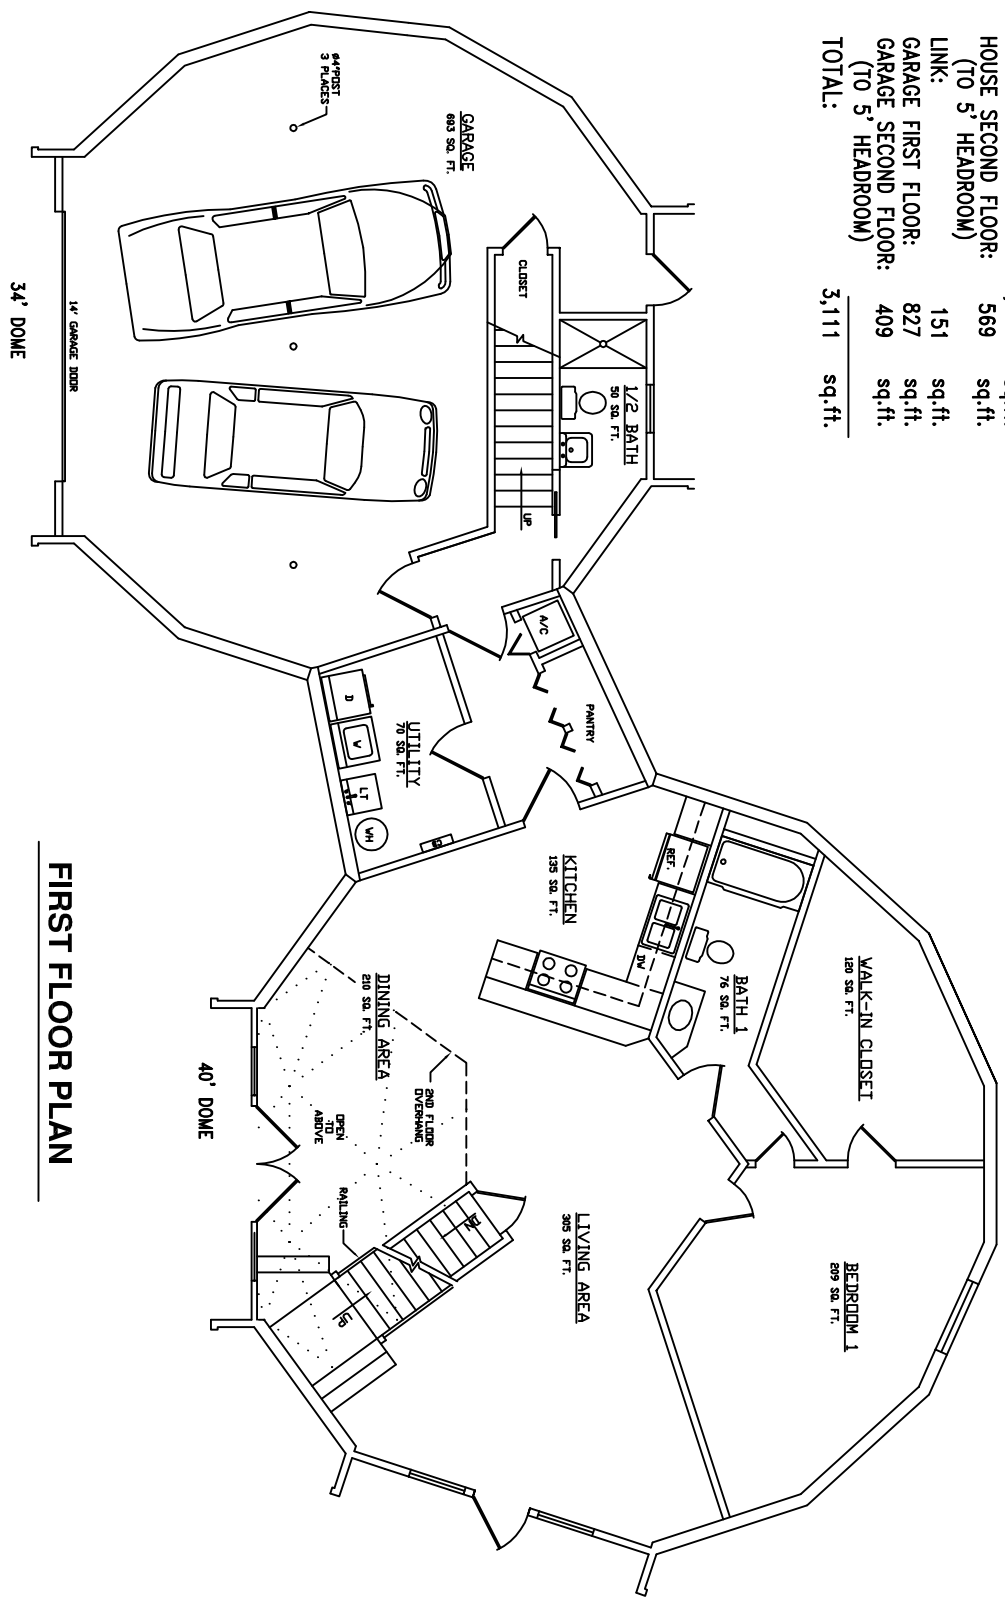 HOUSE SECOND FLOOR: 569 sq.ft.
(TO 5' HEADROOM)
LINK: 151 sq.ft.
GARAGE FIRST FLOOR: 827 sq.ft.
GARAGE SECOND FLOOR: 409 sq.ft.
(TO 5' HEADROOM)
TOTAL: 3,111 sq.ft.
ø4"POST
3 PLACES
GARAGE
693 SQ. FT.
CLOSET
1/2 BATH
50 SQ. FT.
UP
14' GARAGE DOOR
34' DOME
A/C
PANTRY
UTILITY
70 SQ. FT.
D
W
LT
WH
CB
KITCHEN
135 SQ. FT.
REF.
DW
BATH 1
76 SQ. FT.
WALK-IN CLOSET
120 SQ. FT.
DINING AREA
210 SQ. FT.
2ND FLOOR
OVERHANG
OPEN
TO
ABOVE
RAILING
DN
UP
LIVING AREA
305 SQ. FT.
BEDROOM 1
209 SQ. FT.
40' DOME
FIRST FLOOR PLAN